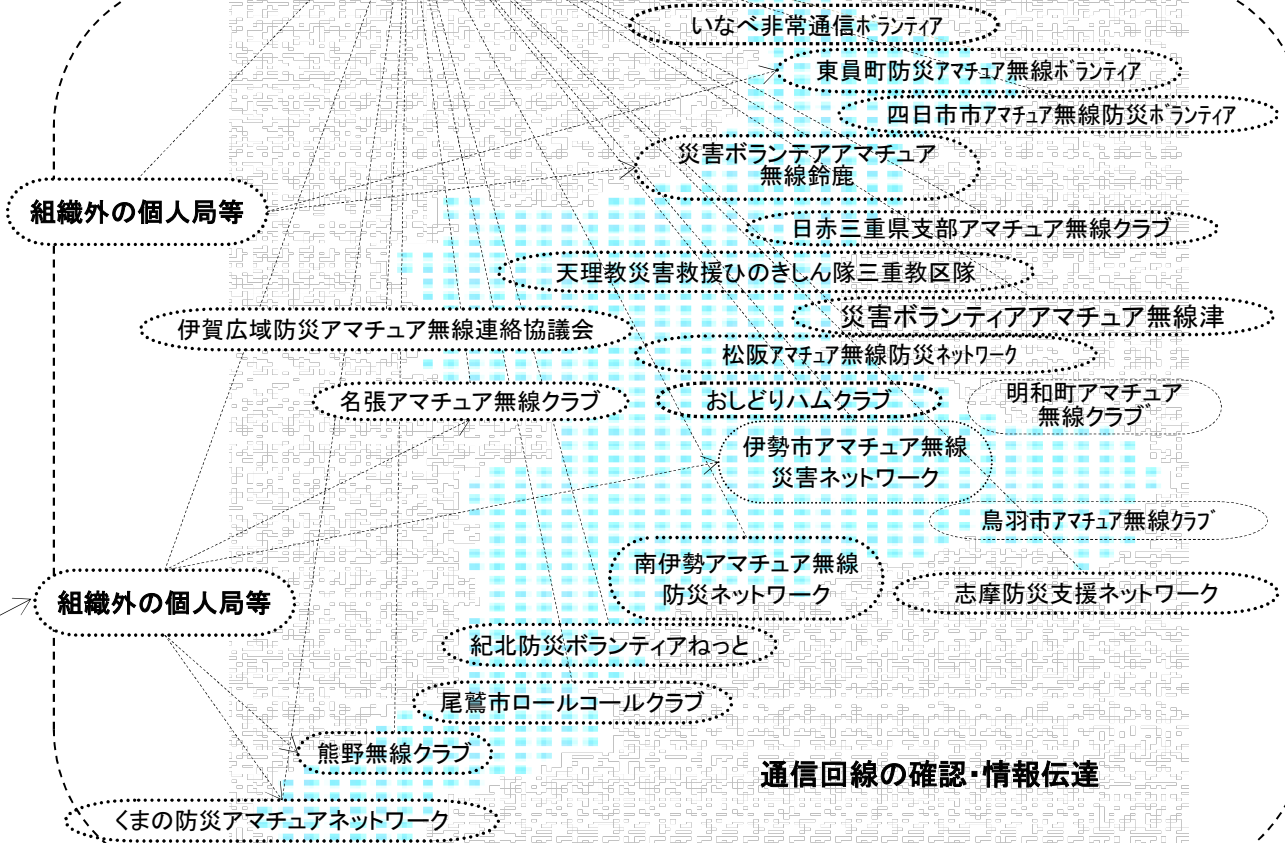 いなべ非常通信ﾎﾞﾗﾝﾃｨｱ
東員町防災ｱﾏﾁｭｱ無線ﾎﾞﾗﾝﾃｨｱ
四日市市ｱﾏﾁｭｱ無線防災ﾎﾞﾗﾝﾃｨｱ
災害ボランテアアマチュア
無線鈴鹿
組織外の個人局等
日赤三重県支部アマチュア無線クラブ
天理教災害救援ひのきしん隊三重教区隊
災害ボランティアアマチュア無線津
伊賀広域防災アマチュア無線連絡協議会
松阪ｱﾏﾁｭｱ無線防災ﾈｯﾄﾜｰｸ
名張アマチュア無線クラブ
おしどりハムクラブ
明和町アマチュア
無線クラブ
伊勢市アマチュア無線
災害ネットワーク
鳥羽市ｱﾏﾁｭｱ無線ｸﾗﾌﾞ
南伊勢アマチュア無線
防災ネットワーク
志摩防災支援ネットワーク
組織外の個人局等
紀北防災ボランティアねっと
尾鷲市ロールコールクラブ
熊野無線クラブ
通信回線の確認・情報伝達
くまの防災アマチュアネットワーク